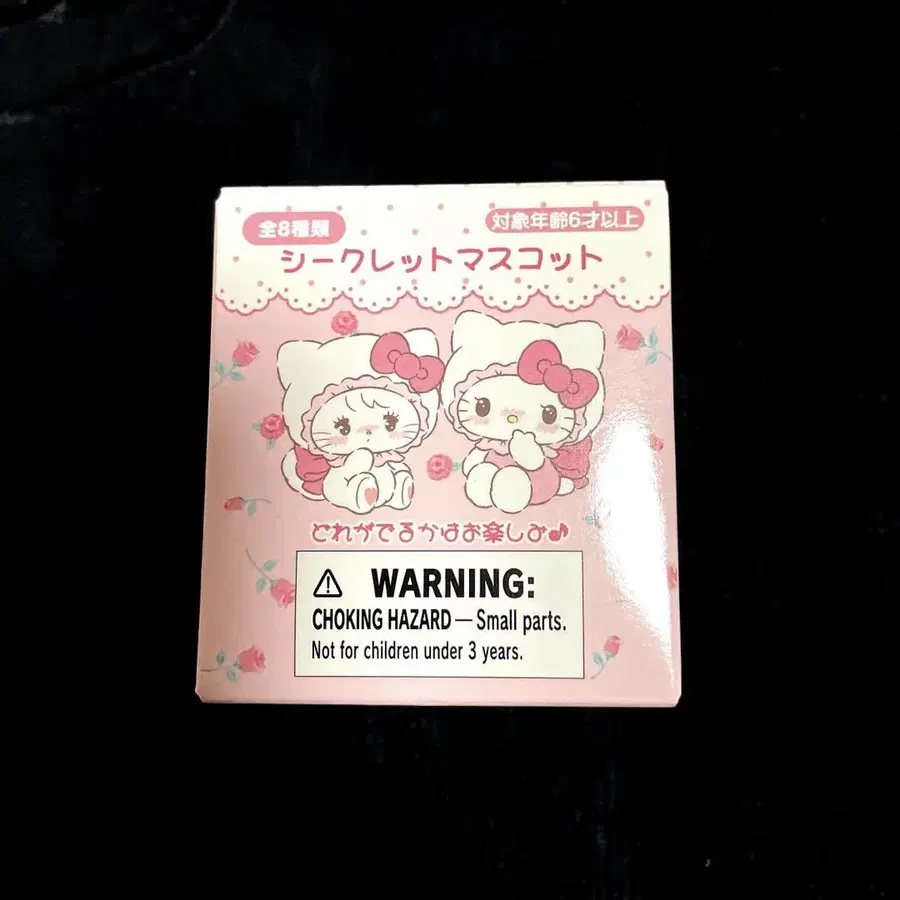 全8種類
対象年齢6才以上
シークレットマスコット
どれがでるかはお楽しみ♪
⚠ WARNING:
CHOKING HAZARD — Small parts.
Not for children under 3 years.